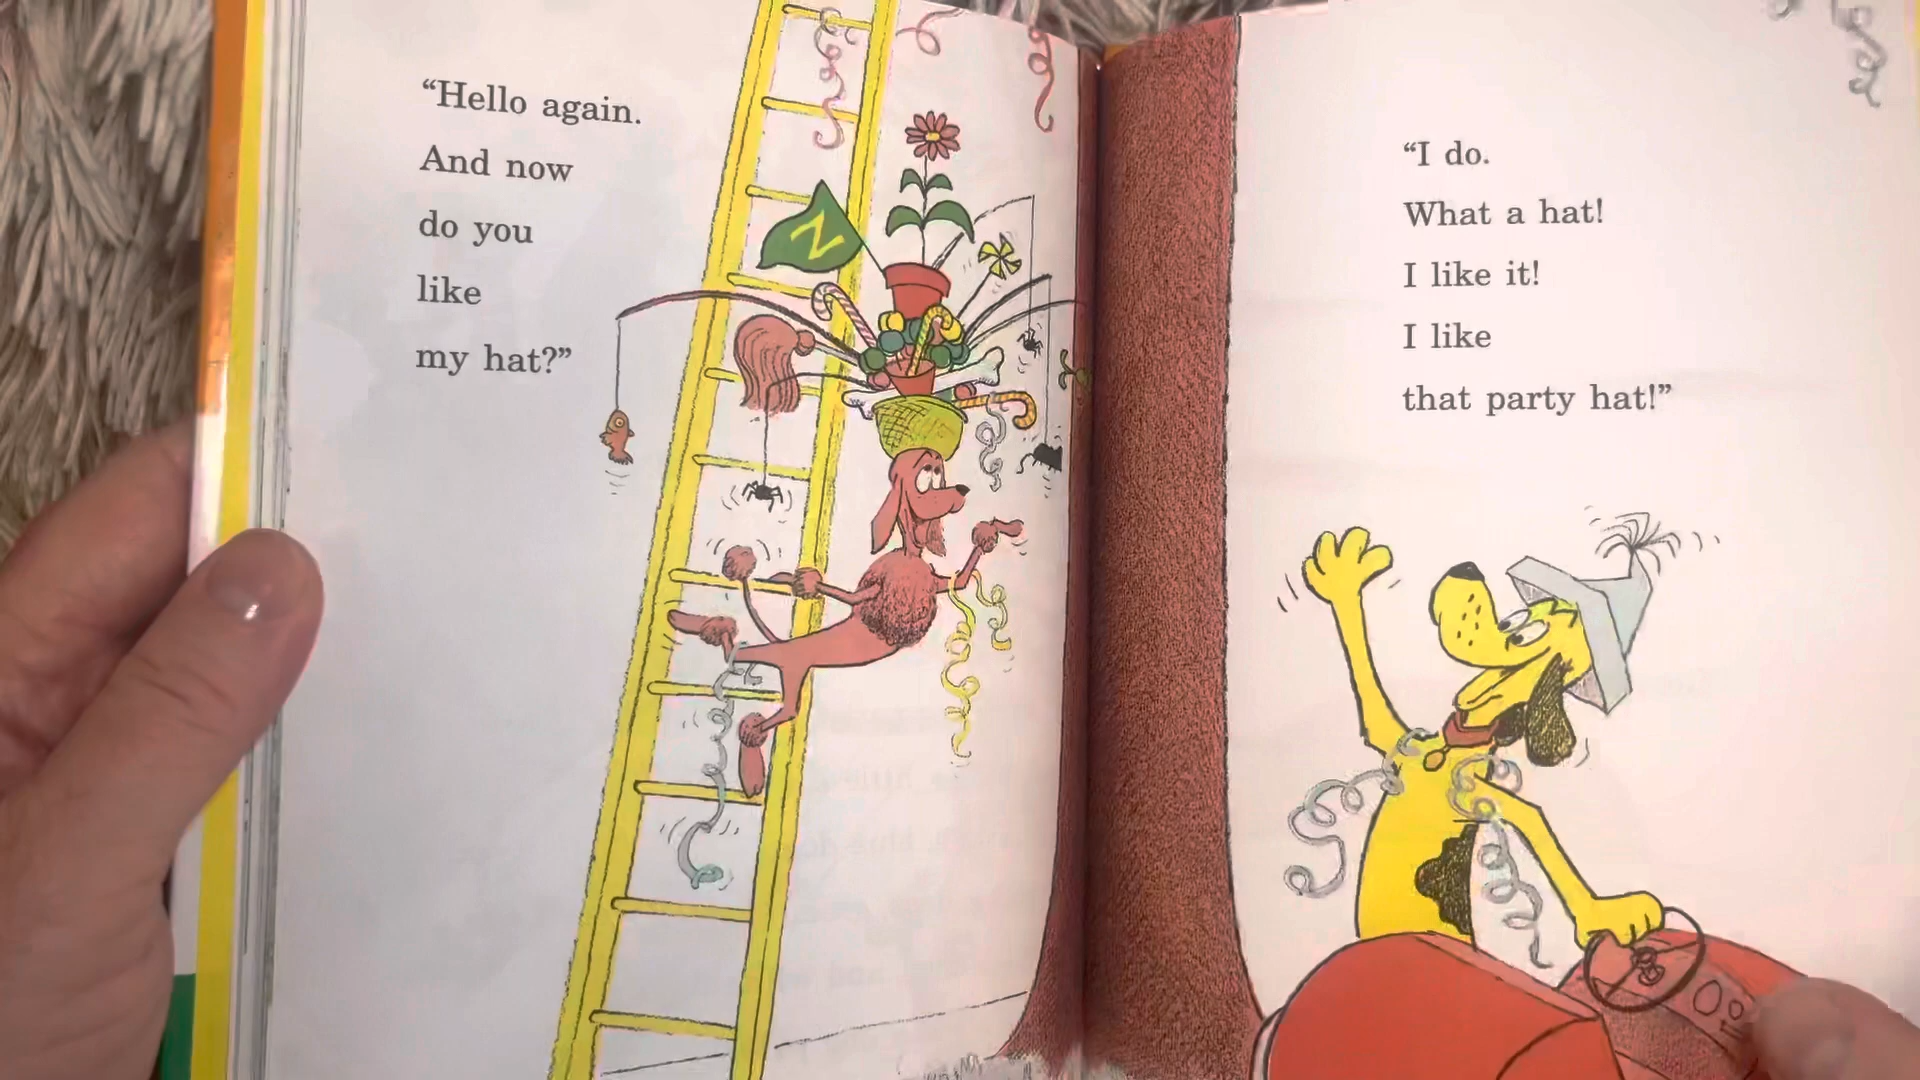 “Hello again.
And now
do you
like
my hat?”
N
“I do.
What a hat!
I like it!
I like
that party hat!”